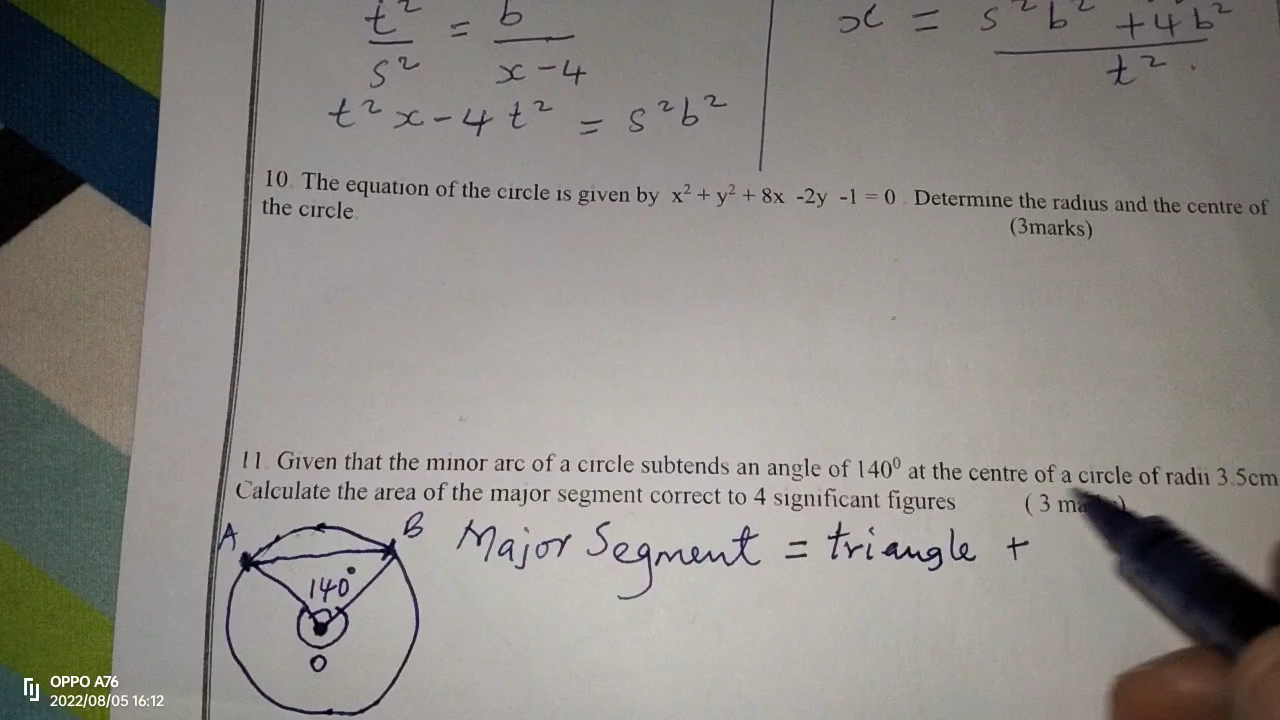 t² = b
s² x-4
t²x-4t² = s²b²
x = s²b² +4b²
t² .
10. The equation of the circle is given by x² + y² + 8x -2y -1 = 0 Determine the radius and the centre of
the circle.
(3marks)
11. Given that the minor arc of a circle subtends an angle of 140⁰ at the centre of a circle of radii 3.5cm
Calculate the area of the major segment correct to 4 significant figures ( 3
A B Major Segment = triangle +
140°
O
OPPO A76
2022/08/05 16:12